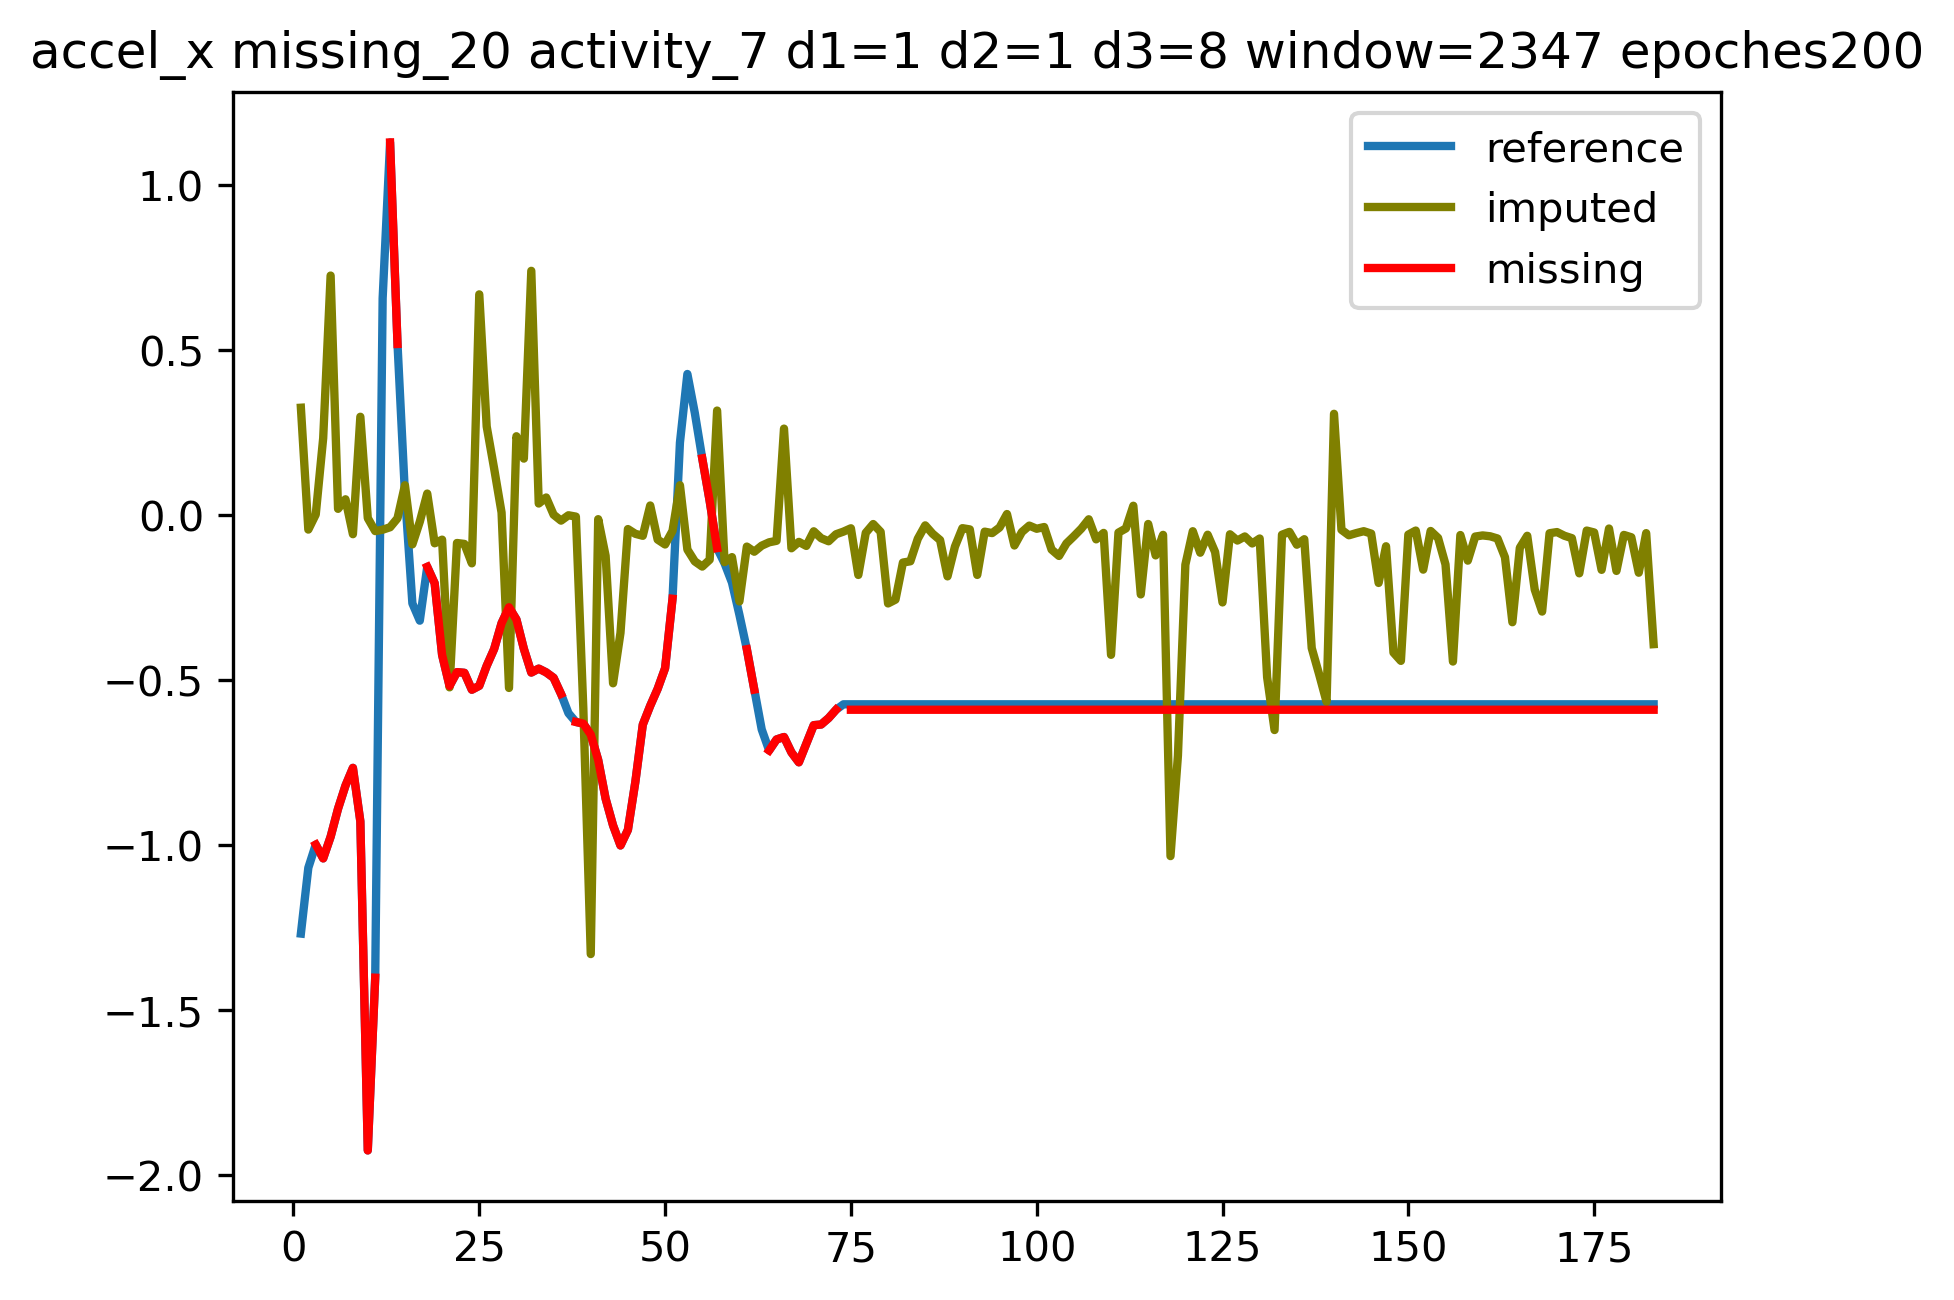 accel_x missing_20 activity_7 d1=1 d2=1 d3=8 window=2347 epoches200
reference
imputed
missing
1.0
0.5
0.0
−0.5
−1.0
−1.5
−2.0
0 25 50 75 100 125 150 175